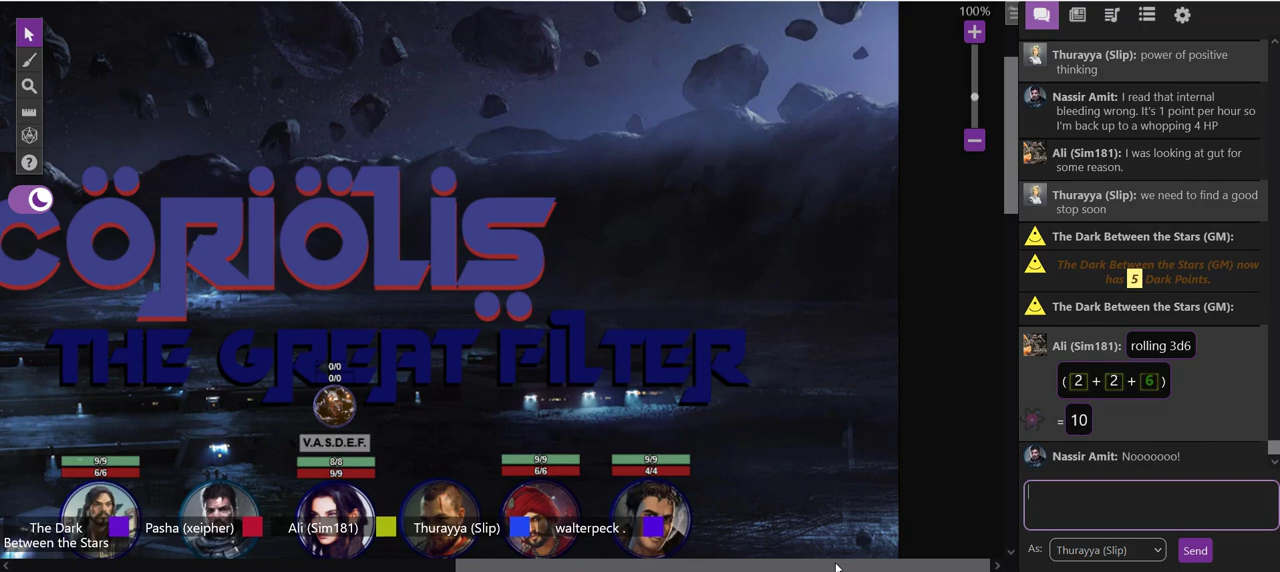 100%
Thurayya (Slip): power of positive
thinking
Nassir Amit: I read that internal
bleeding wrong. It's 1 point per hour so
I'm back up to a whopping 4 HP
Ali (Sim181): I was looking at gut for
some reason.
Thurayya (Slip): we need to find a good
stop soon
The Dark Between the Stars (GM):
The Dark Between the Stars (GM) now
has 5 Dark Points.
The Dark Between the Stars (GM):
Ali (Sim181): rolling 3d6
(2 + 2 + 6)
= 10
Nassir Amit: Nooooooo!
As: Thurayya (Slip) Send
CÖRIÖLIS
THE GREAT FILTER
0/0
0/0
V.A.S.D.E.F.
9/9
6/6
8/8
9/9
9/9
6/6
9/9
4/4
The Dark
Between the Stars
Pasha (xeipher)
Ali (Sim181)
Thurayya (Slip)
walterpeck .